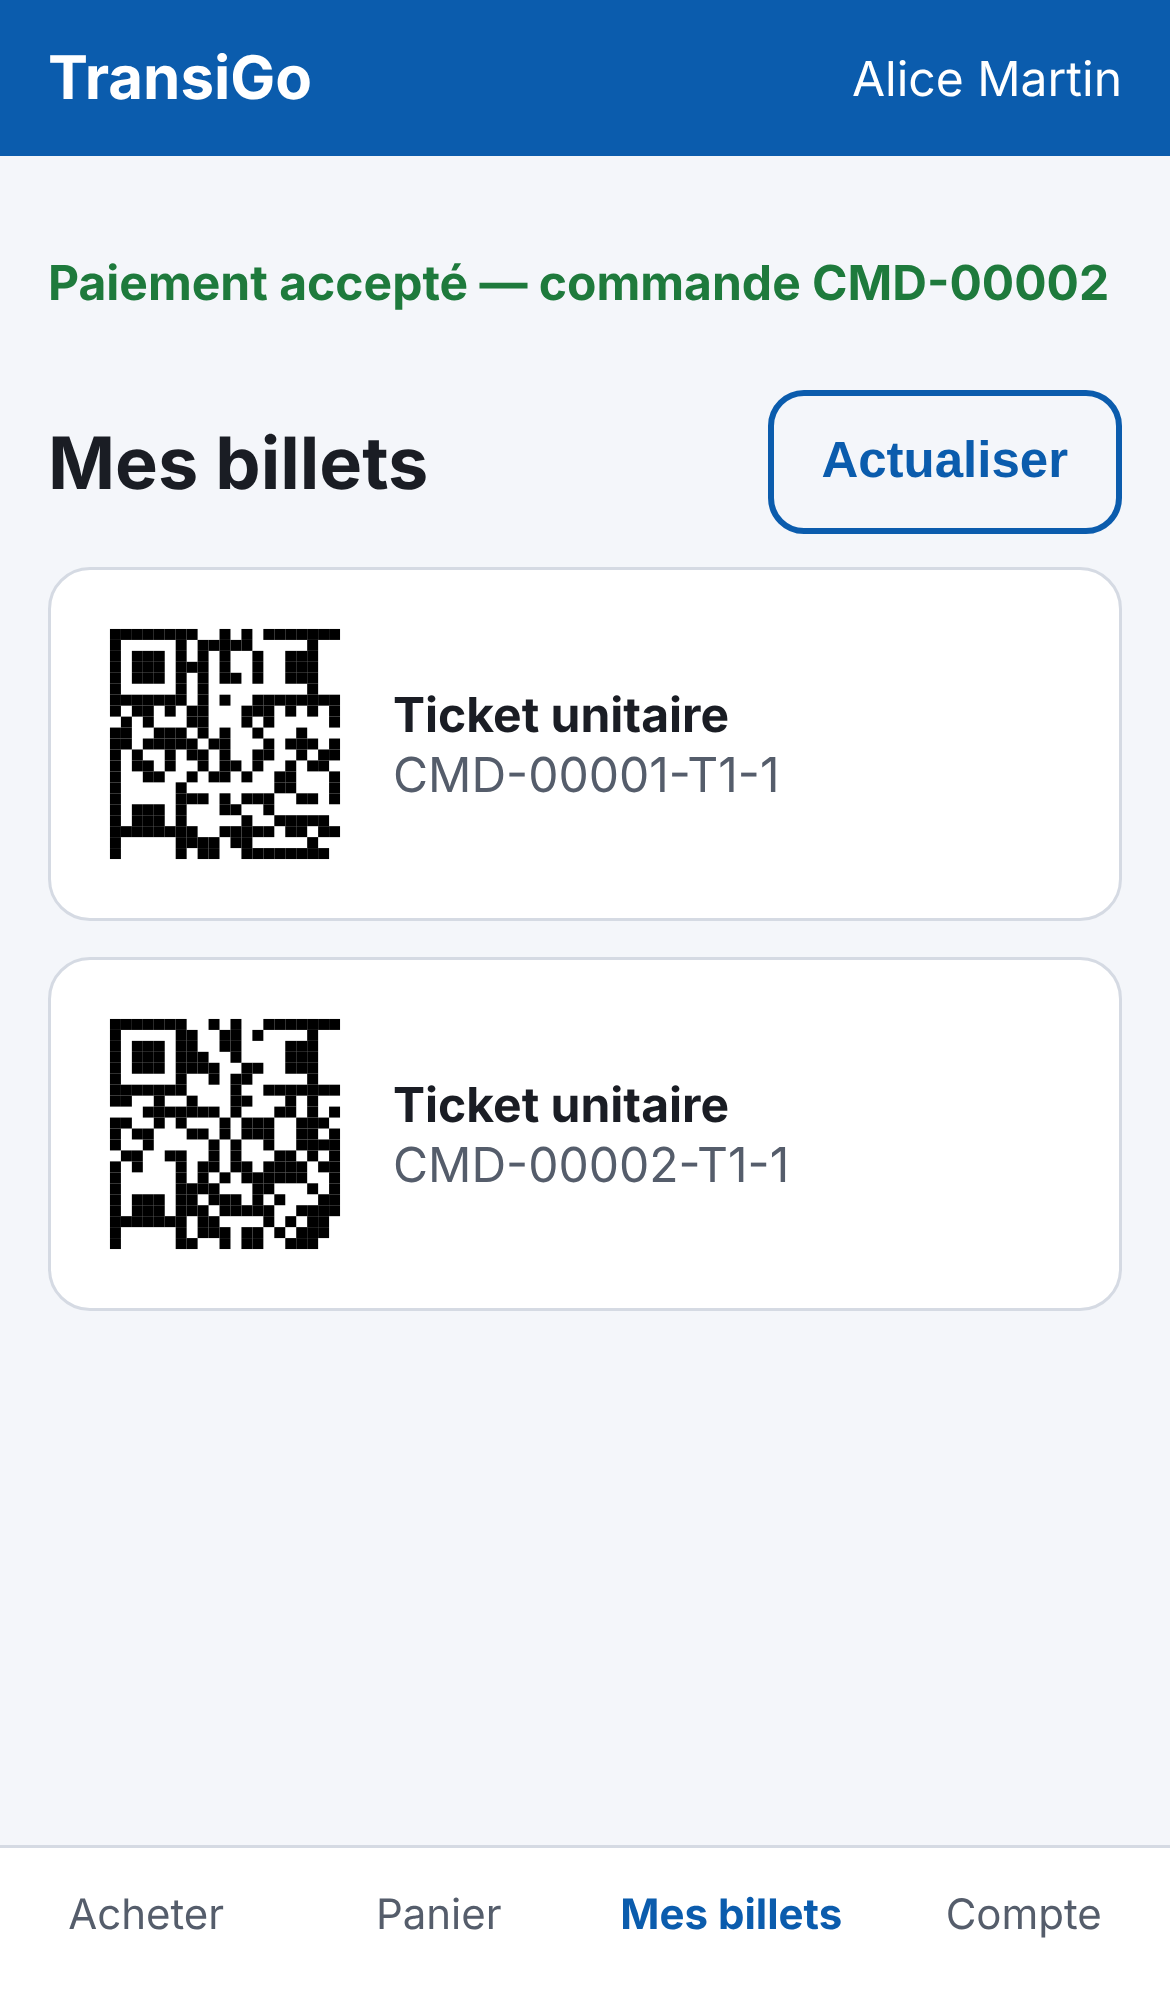 TransiGo
Alice Martin
Paiement accepté — commande CMD-00002
Mes billets
Actualiser
Ticket unitaire
CMD-00001-T1-1
Ticket unitaire
CMD-00002-T1-1
Acheter
Panier
Mes billets
Compte